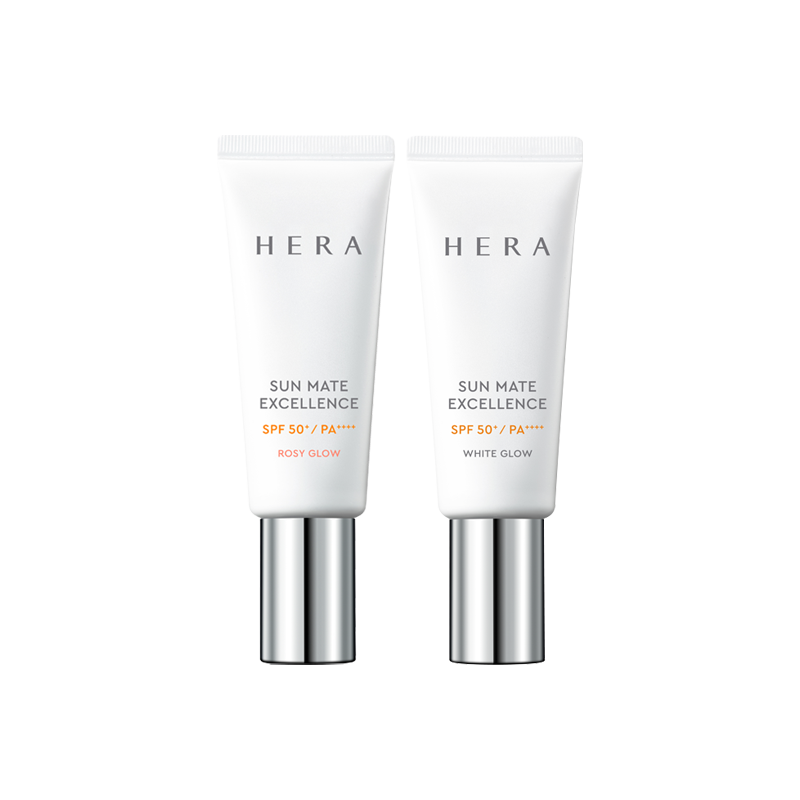 HERA
SUN MATE
EXCELLENCE
SPF 50⁺ / PA⁺⁺⁺⁺
ROSY GLOW
HERA
SUN MATE
EXCELLENCE
SPF 50⁺ / PA⁺⁺⁺⁺
WHITE GLOW